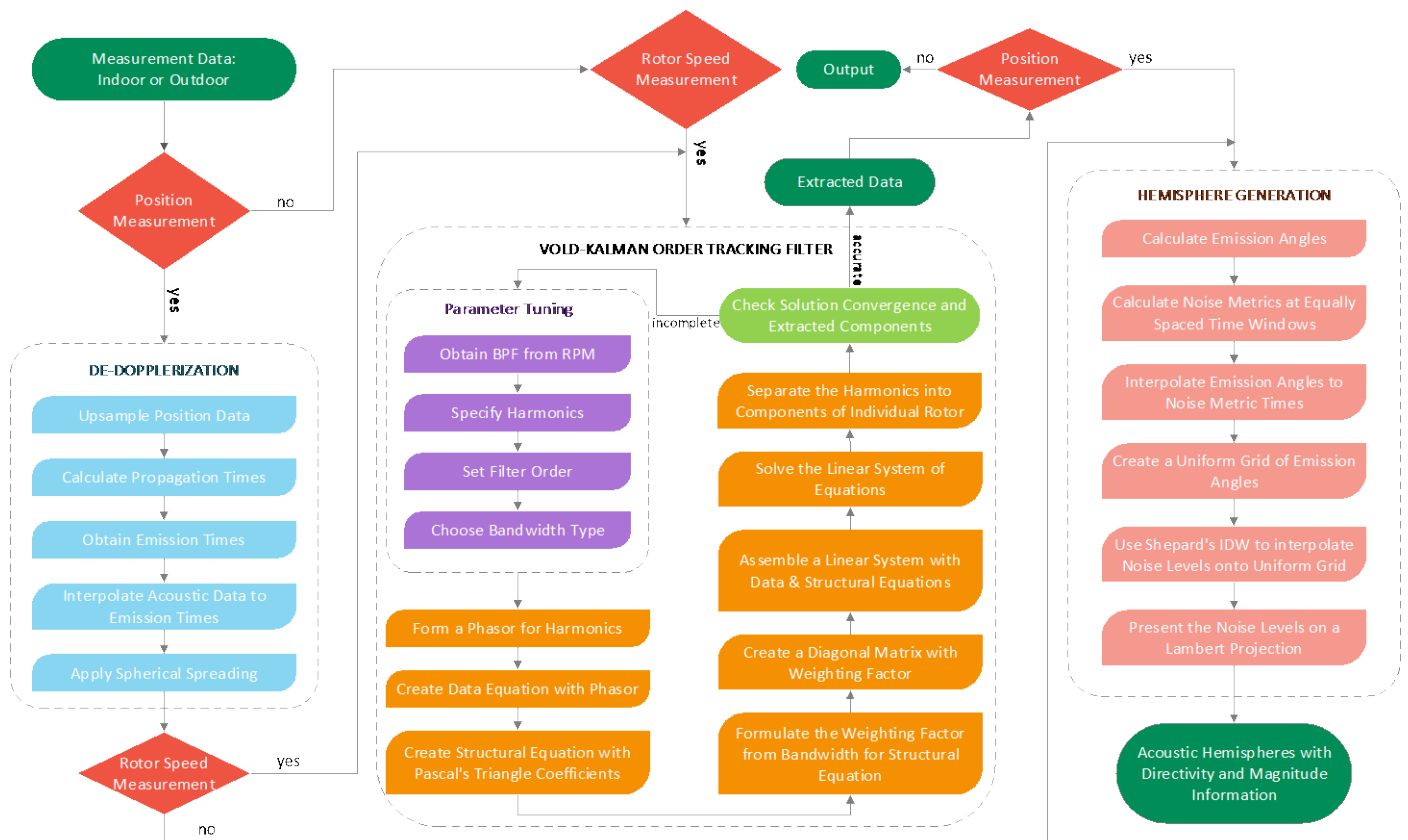 Measurement Data:
Indoor or Outdoor
Position
Measurement
no
yes
DE-DOPPLERIZATION
Upsample Position Data
Calculate Propagation Times
Obtain Emission Times
Interpolate Acoustic Data to
Emission Times
Apply Spherical Spreading
Rotor Speed
Measurement
yes
no
Rotor Speed
Measurement
yes
VOLD-KALMAN ORDER TRACKING FILTER
Parameter Tuning
Obtain BPF from RPM
Specify Harmonics
Set Filter Order
Choose Bandwidth Type
Form a Phasor for Harmonics
Create Data Equation with Phasor
Create Structural Equation with
Pascal's Triangle Coefficients
Formulate the Weighting Factor
from Bandwidth for Structural
Equation
Create a Diagonal Matrix with
Weighting Factor
Assemble a Linear System with
Data & Structural Equations
Solve the Linear System of
Equations
Separate the Harmonics into
Components of Individual Rotor
Check Solution Convergence and
Extracted Components
incomplete
accurate
Extracted Data
Position
Measurement
no
Output
yes
HEMISPHERE GENERATION
Calculate Emission Angles
Calculate Noise Metrics at Equally
Spaced Time Windows
Interpolate Emission Angles to
Noise Metric Times
Create a Uniform Grid of Emission
Angles
Use Shepard's IDW to interpolate
Noise Levels onto Uniform Grid
Present the Noise Levels on a
Lambert Projection
Acoustic Hemispheres with
Directivity and Magnitude
Information